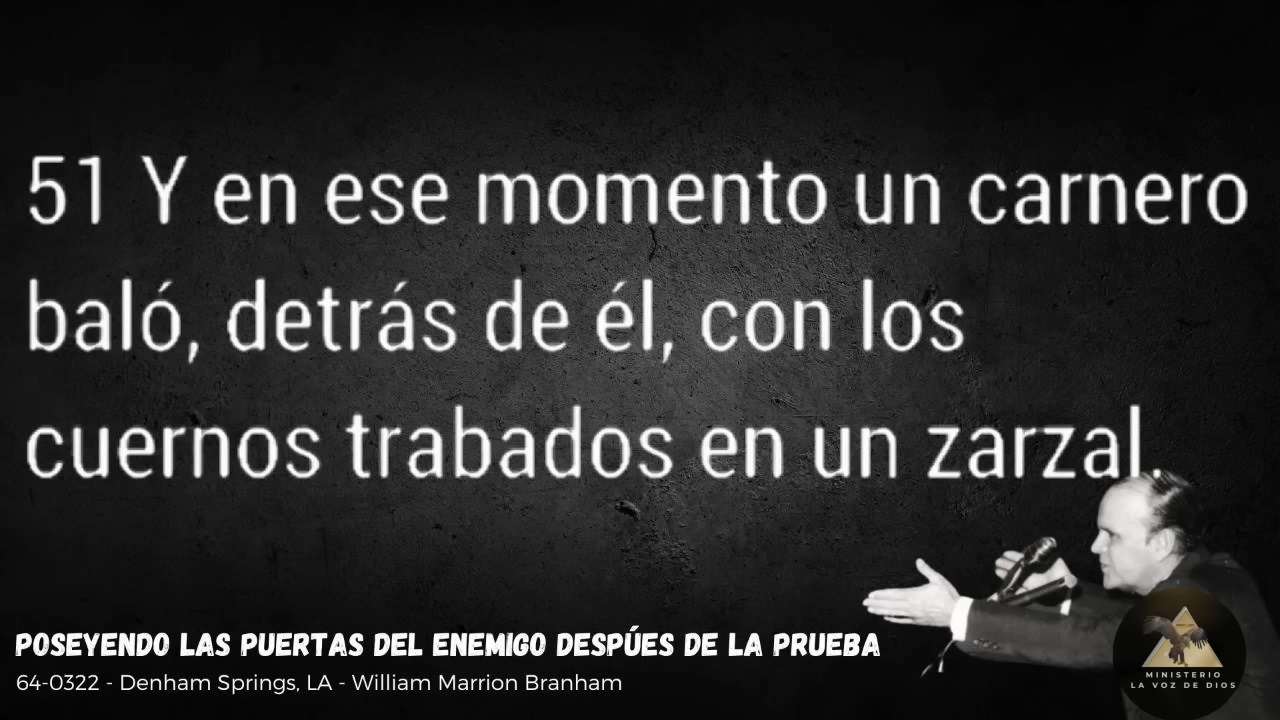 51 Y en ese momento un carnero
baló, detrás de él, con los
cuernos trabados en un zarzal.
POSEYENDO LAS PUERTAS DEL ENEMIGO DESPÚES DE LA PRUEBA
64-0322 - Denham Springs, LA - William Marrion Branham
MINISTERIO
LA VOZ DE DIOS